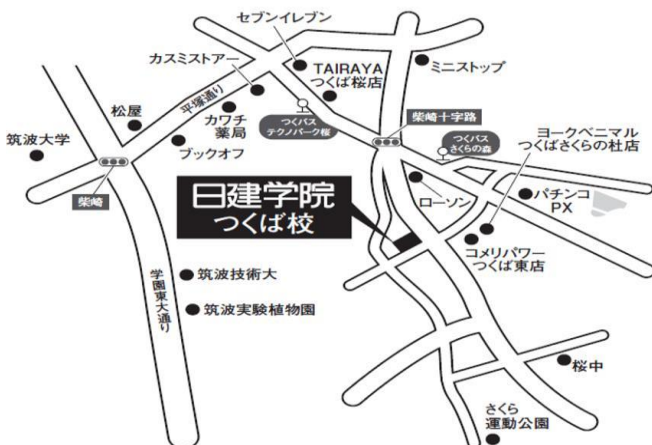 セブンイレブン
カスミストアー
TAIRAYA
つくば桜店
ミニストップ
平塚通り
松屋
カワチ
薬局
つくバス
テクノパーク桜
柴崎十字路
つくバス
さくらの森
ヨークベニマル
つくばさくらの杜店
筑波大学
ブックオフ
柴崎
日建学院
つくば校
ローソン
パチンコ
PX
コメリパワー
つくば東店
学園東大通り
筑波技術大
筑波実験植物園
桜中
さくら
運動公園